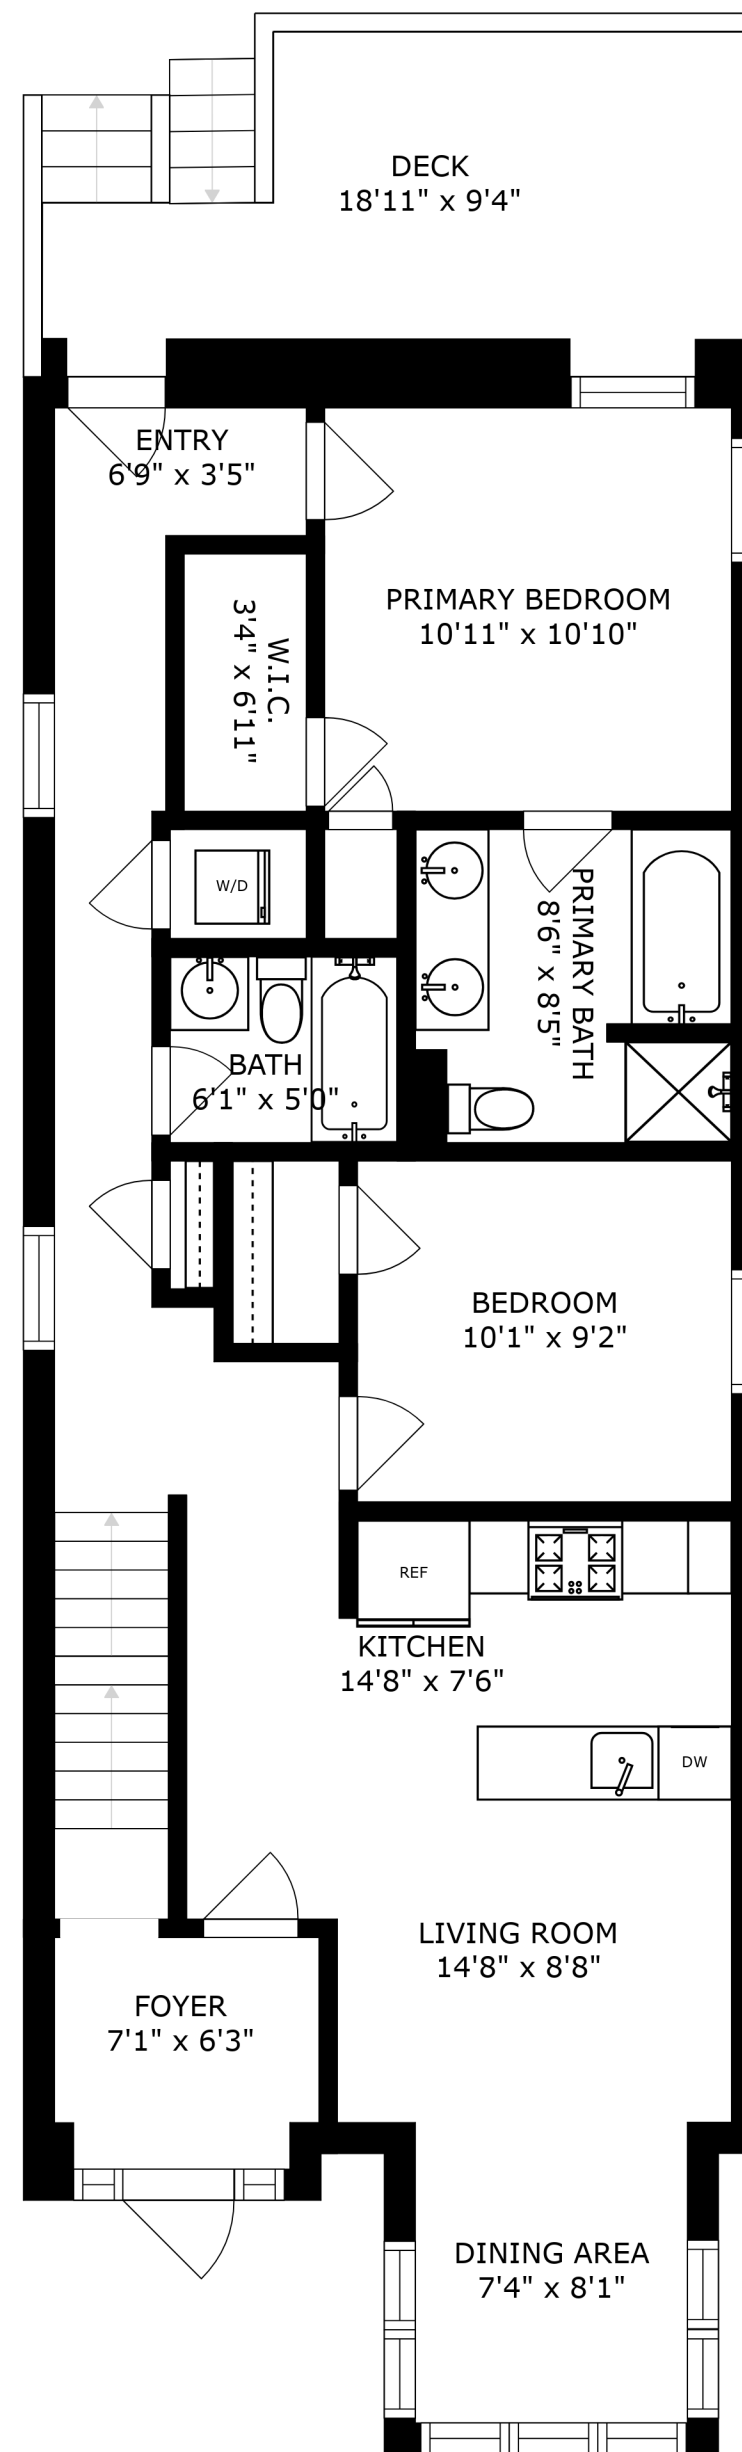 DECK
18'11" x 9'4"
ENTRY
6'9" x 3'5"
PRIMARY BEDROOM
10'11" x 10'10"
W.I.C.
3'4" x 6'11"
W/D
PRIMARY BATH
8'6" x 8'5"
BATH
6'1" x 5'0"
BEDROOM
10'1" x 9'2"
REF
KITCHEN
14'8" x 7'6"
DW
LIVING ROOM
14'8" x 8'8"
FOYER
7'1" x 6'3"
DINING AREA
7'4" x 8'1"